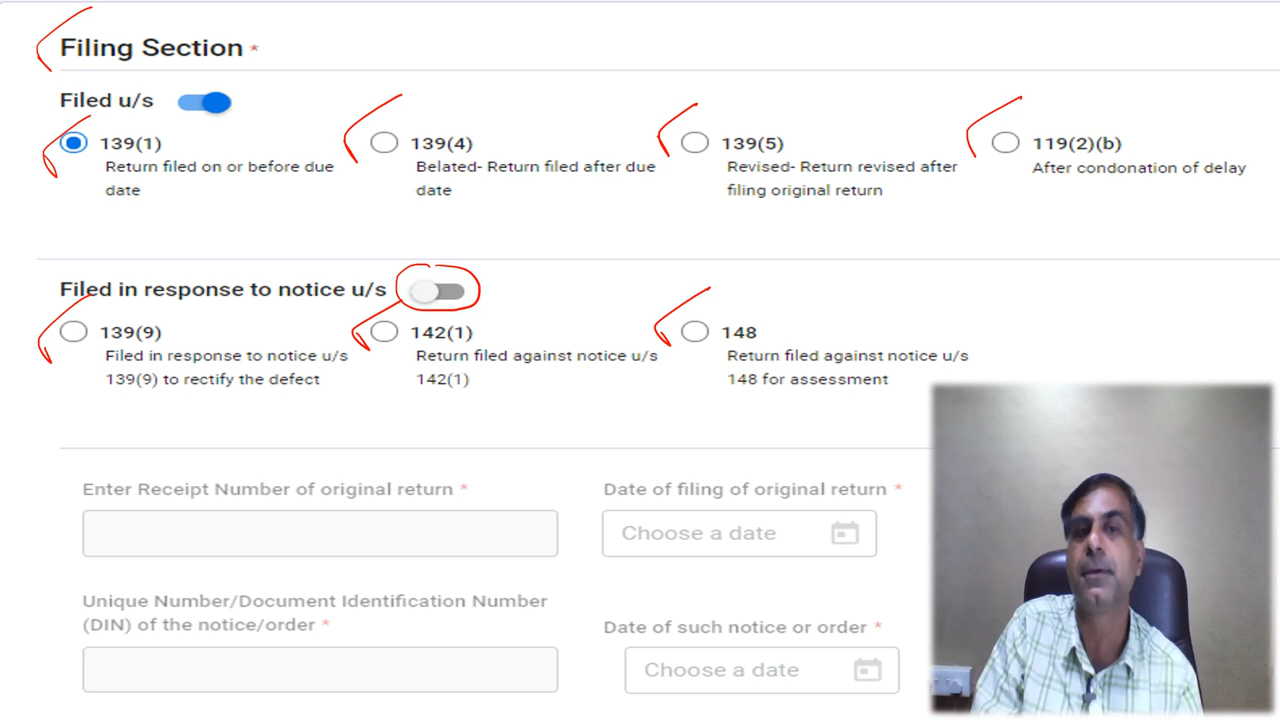 Filing Section *
Filed u/s
139(1)
Return filed on or before due
date
139(4)
Belated- Return filed after due
date
139(5)
Revised- Return revised after
filing original return
119(2)(b)
After condonation of delay
Filed in response to notice u/s
139(9)
Filed in response to notice u/s
139(9) to rectify the defect
142(1)
Return filed against notice u/s
142(1)
148
Return filed against notice u/s
148 for assessment
Enter Receipt Number of original return *
Date of filing of original return *
Choose a date
Unique Number/Document Identification Number
(DIN) of the notice/order *
Date of such notice or order *
Choose a date